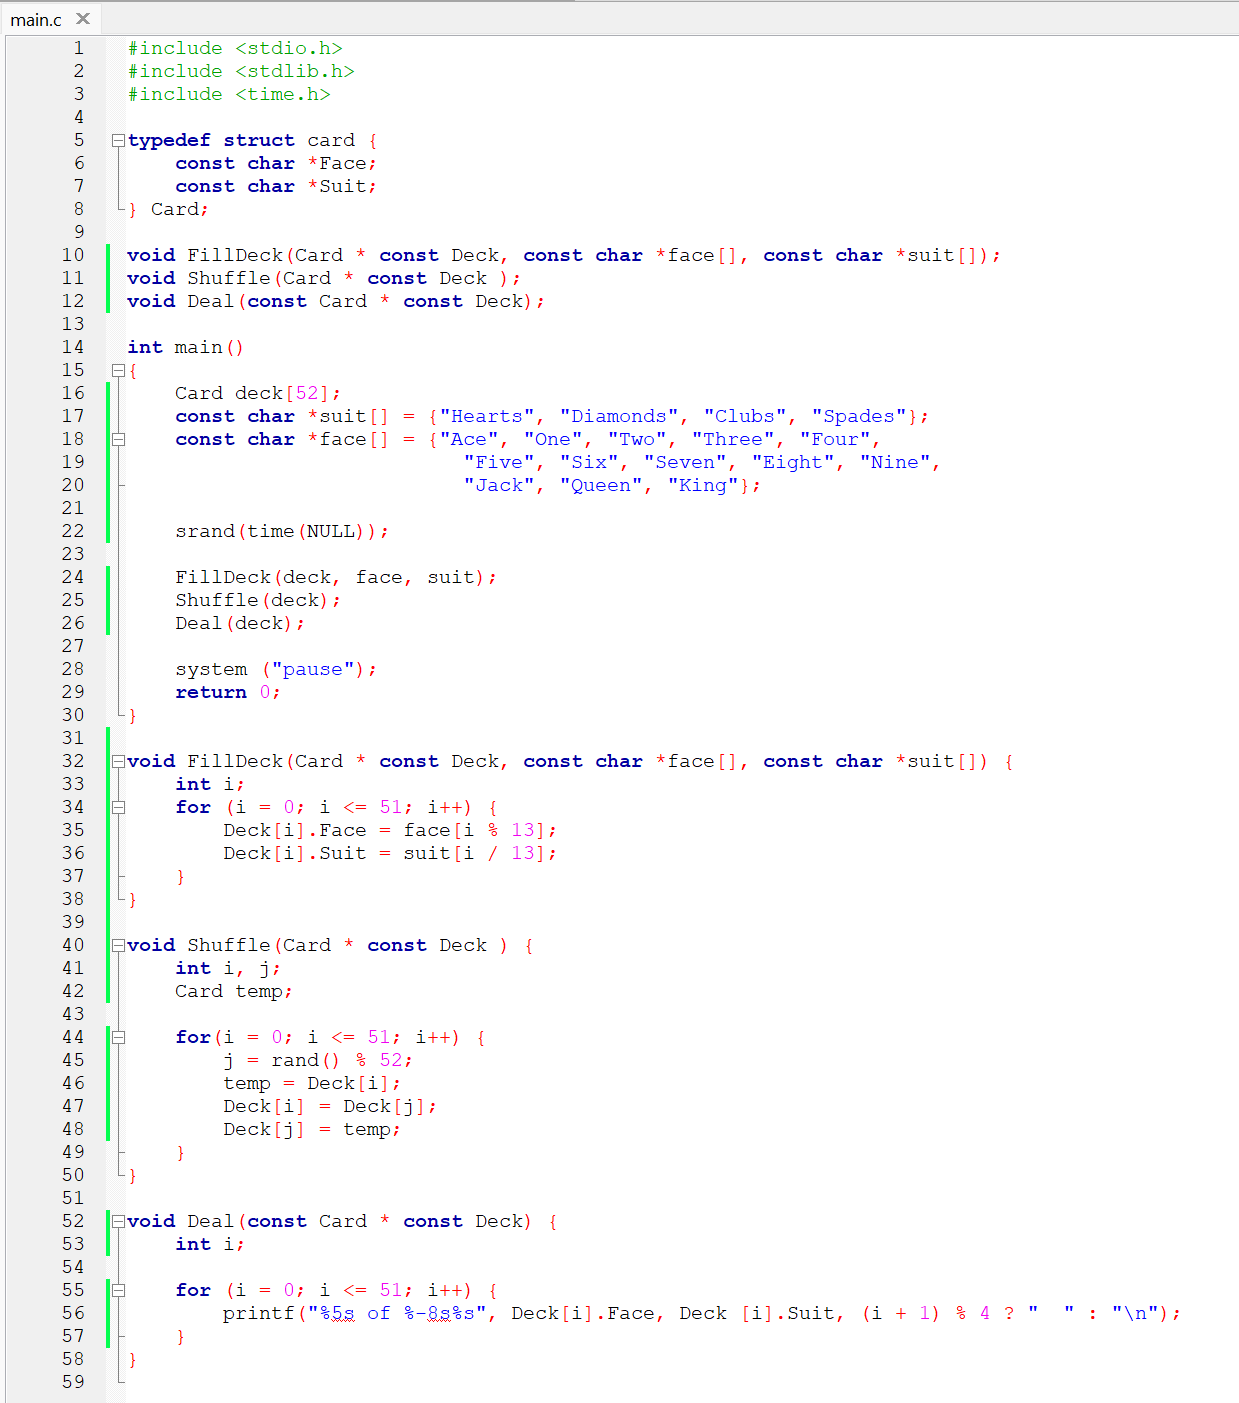 main.c
1 #include <stdio.h>
2 #include <stdlib.h>
3 #include <time.h>
4
5 typedef struct card {
6     const char *Face;
7     const char *Suit;
8 } Card;
9
10 void FillDeck(Card * const Deck, const char *face[], const char *suit[]);
11 void Shuffle(Card * const Deck );
12 void Deal(const Card * const Deck);
13
14 int main()
15 {
16     Card deck[52];
17     const char *suit[] = {"Hearts", "Diamonds", "Clubs", "Spades"};
18     const char *face[] = {"Ace", "One", "Two", "Three", "Four",
19                             "Five", "Six", "Seven", "Eight", "Nine",
20                             "Jack", "Queen", "King"};
21
22     srand(time(NULL));
23
24     FillDeck(deck, face, suit);
25     Shuffle(deck);
26     Deal(deck);
27
28     system ("pause");
29     return 0;
30 }
31
32 void FillDeck(Card * const Deck, const char *face[], const char *suit[]) {
33     int i;
34     for (i = 0; i <= 51; i++) {
35         Deck[i].Face = face[i % 13];
36         Deck[i].Suit = suit[i / 13];
37     }
38 }
39
40 void Shuffle(Card * const Deck ) {
41     int i, j;
42     Card temp;
43
44     for(i = 0; i <= 51; i++) {
45         j = rand() % 52;
46         temp = Deck[i];
47         Deck[i] = Deck[j];
48         Deck[j] = temp;
49     }
50 }
51
52 void Deal(const Card * const Deck) {
53     int i;
54
55     for (i = 0; i <= 51; i++) {
56         printf("%5s of %-8s%s", Deck[i].Face, Deck [i].Suit, (i + 1) % 4 ? "  " : "\n");
57     }
58 }
59